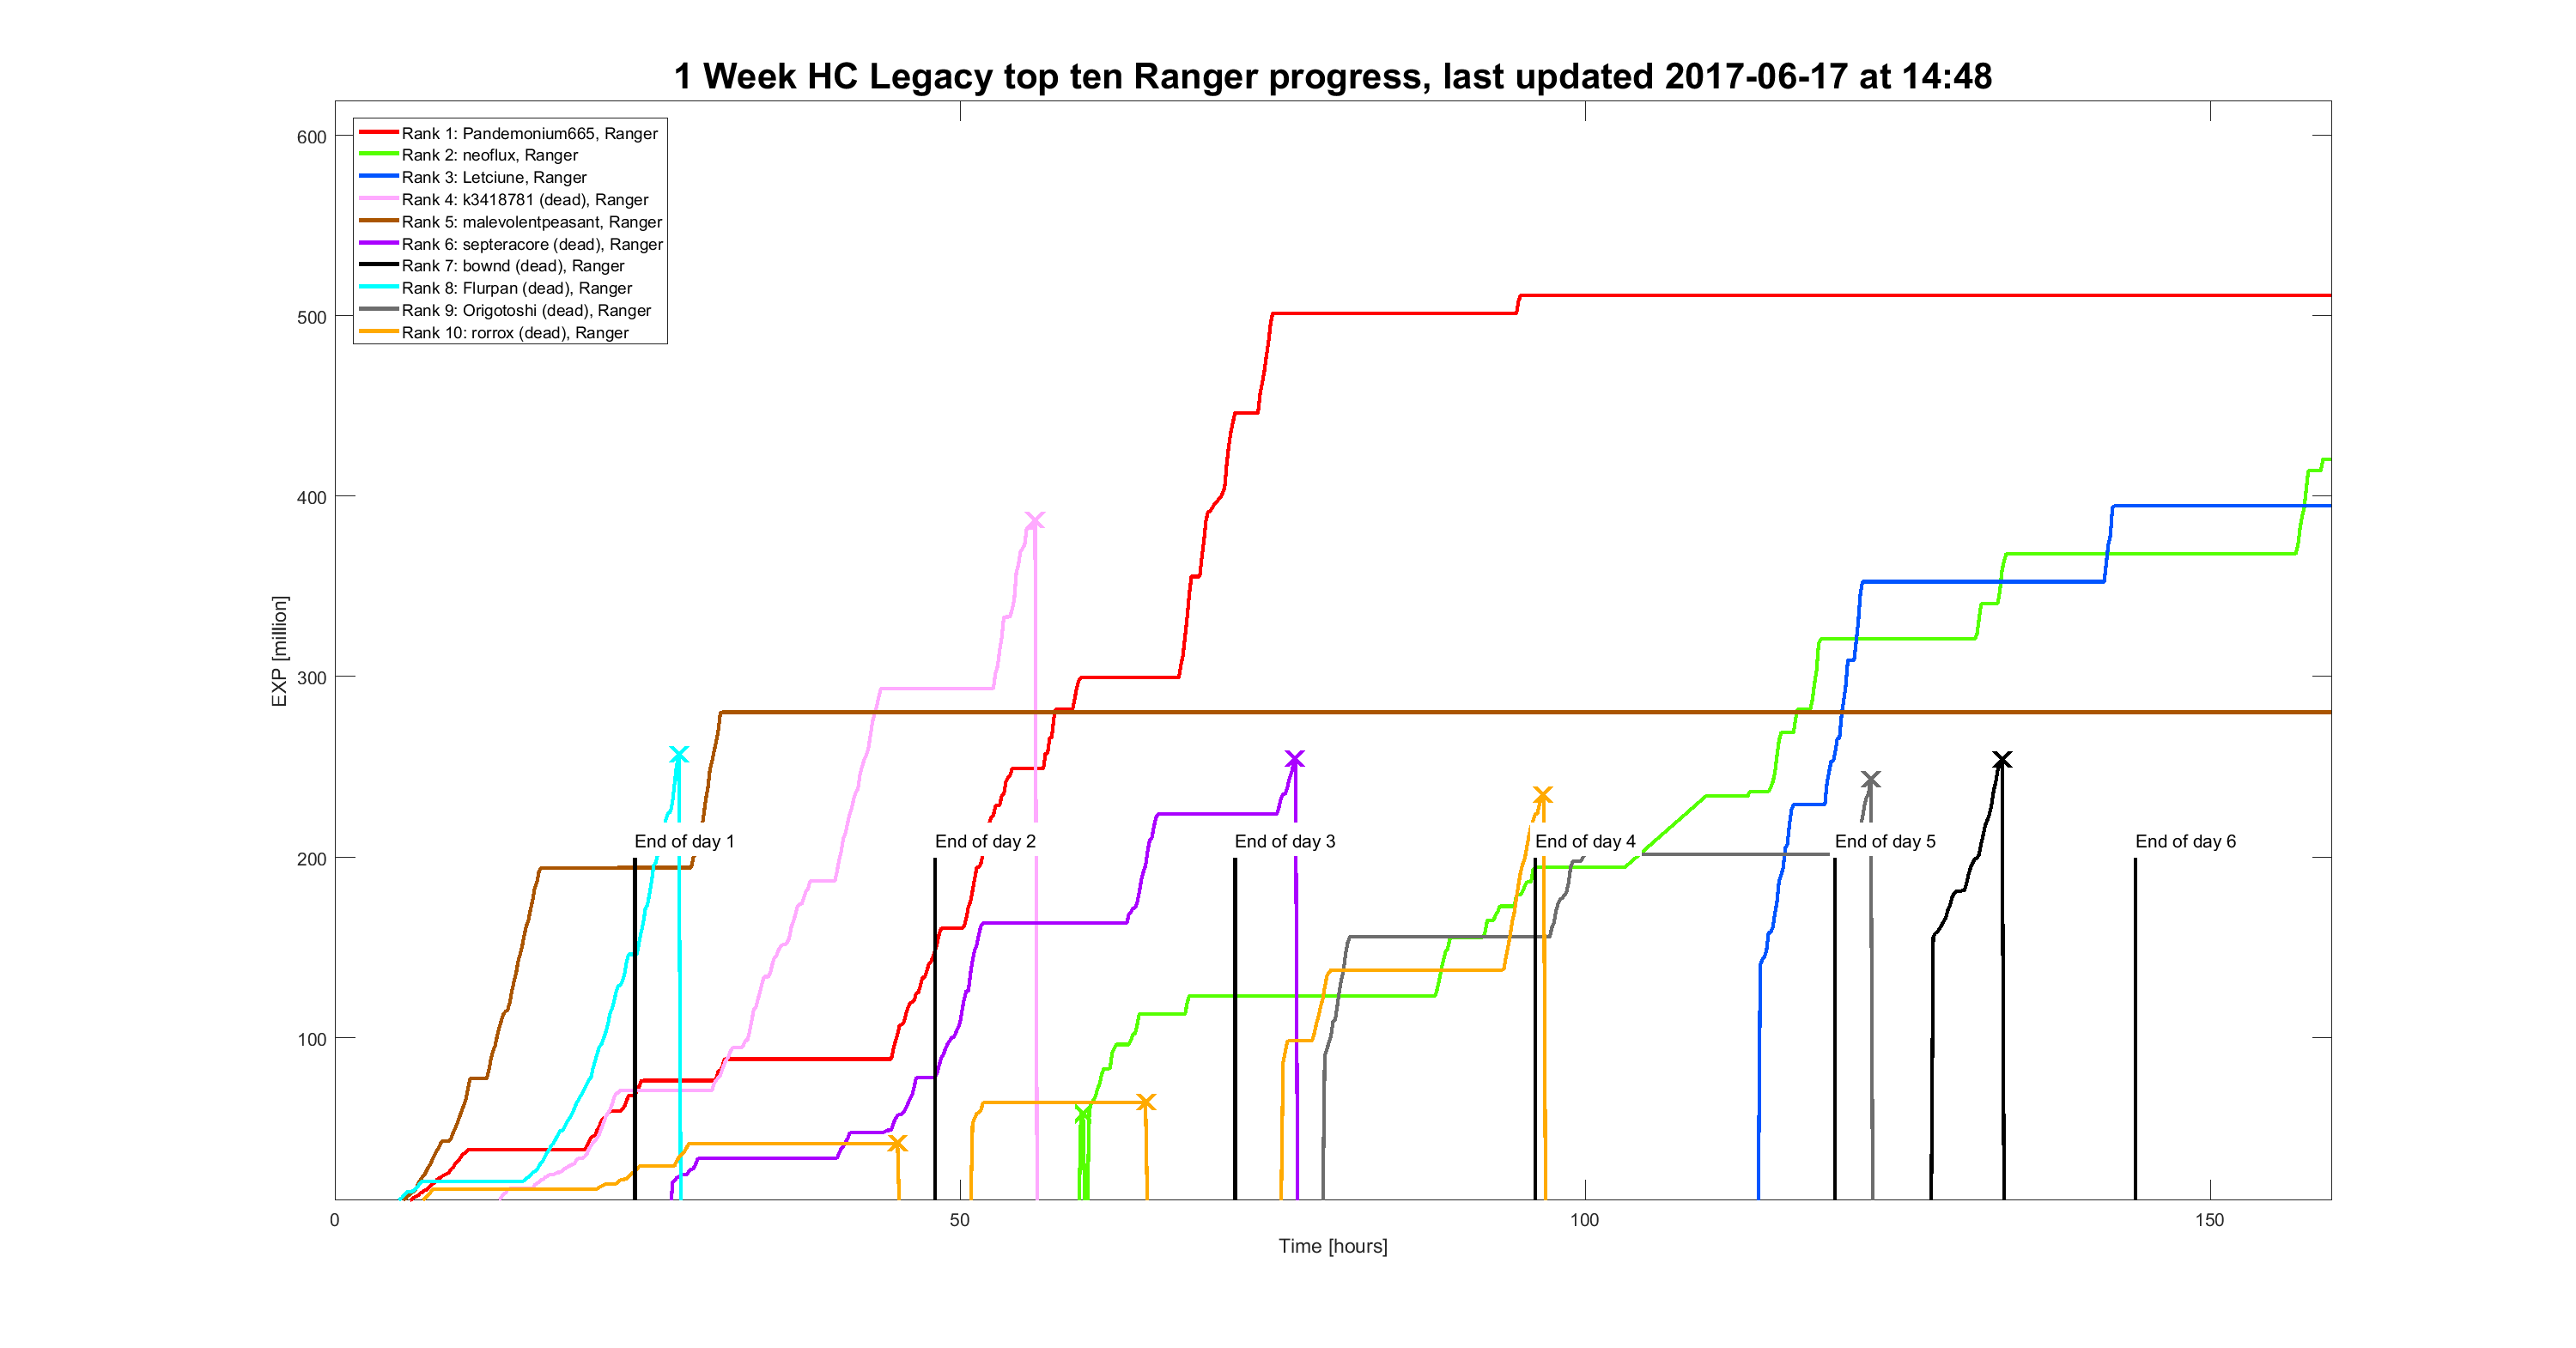 1 Week HC Legacy top ten Ranger progress, last updated 2017-06-17 at 14:48
Rank 1: Pandemonium665, Ranger
Rank 2: neoflux, Ranger
Rank 3: Letciune, Ranger
Rank 4: k3418781 (dead), Ranger
Rank 5: malevolentpeasant, Ranger
Rank 6: septeracore (dead), Ranger
Rank 7: bownd (dead), Ranger
Rank 8: Flurpan (dead), Ranger
Rank 9: Origotoshi (dead), Ranger
Rank 10: rorrox (dead), Ranger
600
500
400
300
200
100
EXP [million]
End of day 1
End of day 2
End of day 3
End of day 4
End of day 5
End of day 6
0
50
100
150
Time [hours]